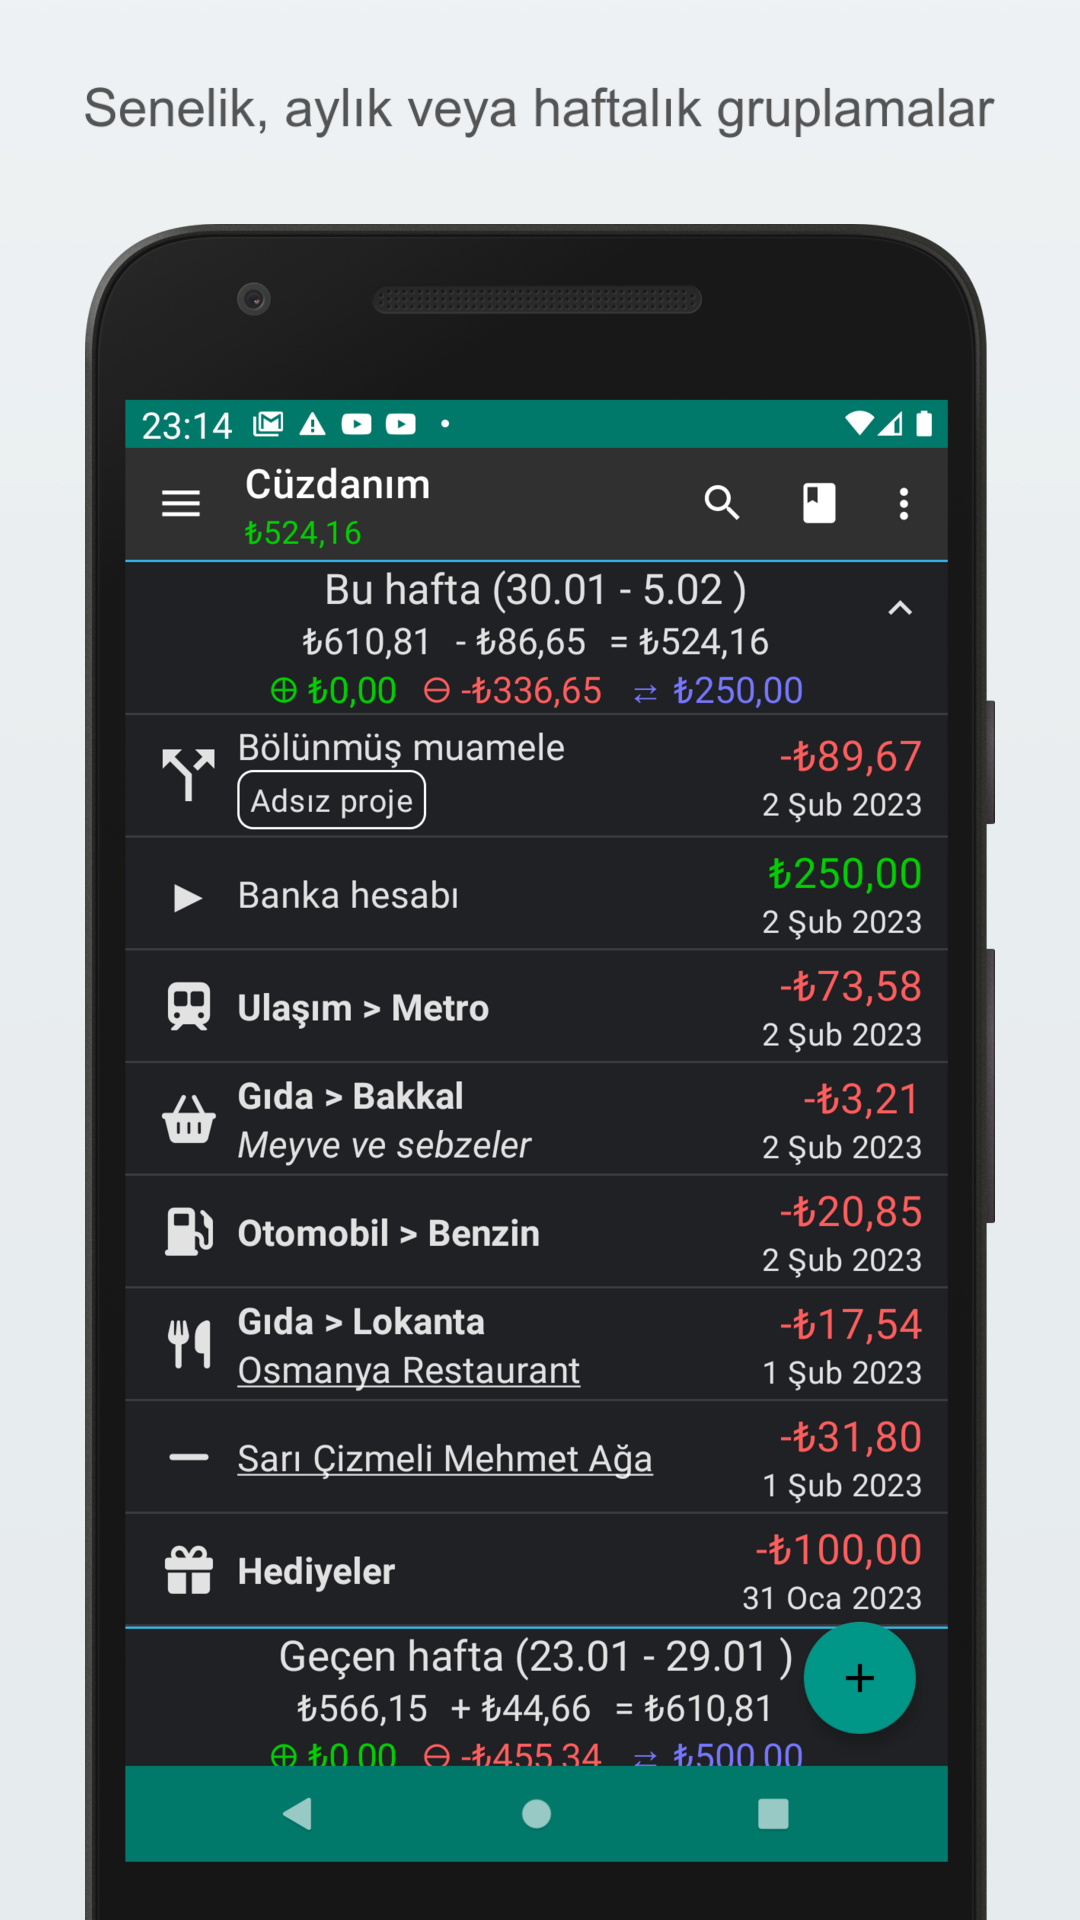 Senelik, aylık veya haftalık gruplamalar
23:14
Cüzdanım
₺524,16
Bu hafta (30.01 - 5.02 )
₺610,81 - ₺86,65 = ₺524,16
⊕ ₺0,00 ⊖ -₺336,65 ⇄ ₺250,00
Bölünmüş muamele
-₺89,67
Adsız proje
2 Şub 2023
Banka hesabı
₺250,00
2 Şub 2023
Ulaşım > Metro
-₺73,58
2 Şub 2023
Gıda > Bakkal
-₺3,21
Meyve ve sebzeler
2 Şub 2023
Otomobil > Benzin
-₺20,85
2 Şub 2023
Gıda > Lokanta
-₺17,54
Osmanya Restaurant
1 Şub 2023
Sarı Çizmeli Mehmet Ağa
-₺31,80
1 Şub 2023
Hediyeler
-₺100,00
31 Oca 2023
Geçen hafta (23.01 - 29.01 )
₺566,15 + ₺44,66 = ₺610,81
⊕ ₺0,00 ⊖ -₺455,34 ⇄ ₺500,00